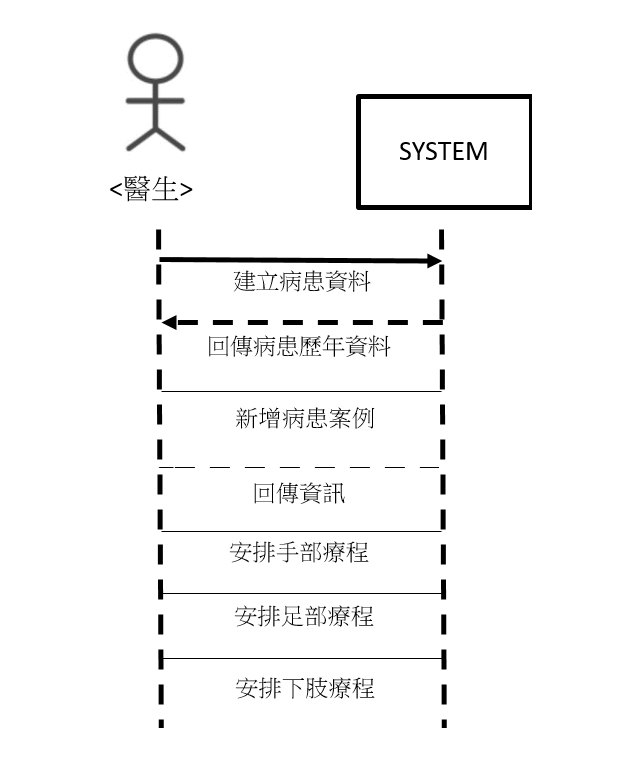 <醫生>
SYSTEM
建立病患資料
回傳病患歷年資料
新增病患案例
回傳資訊
安排手部療程
安排足部療程
安排下肢療程